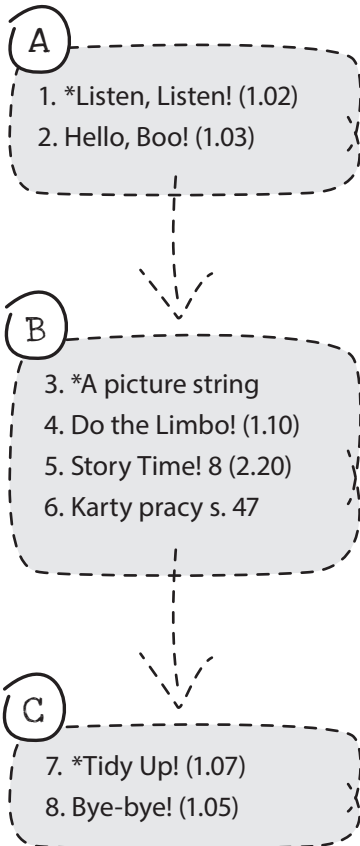 A
1. *Listen, Listen! (1.02)
2. Hello, Boo! (1.03)
B
3. *A picture string
4. Do the Limbo! (1.10)
5. Story Time! 8 (2.20)
6. Karty pracy s. 47
C
7. *Tidy Up! (1.07)
8. Bye-bye! (1.05)